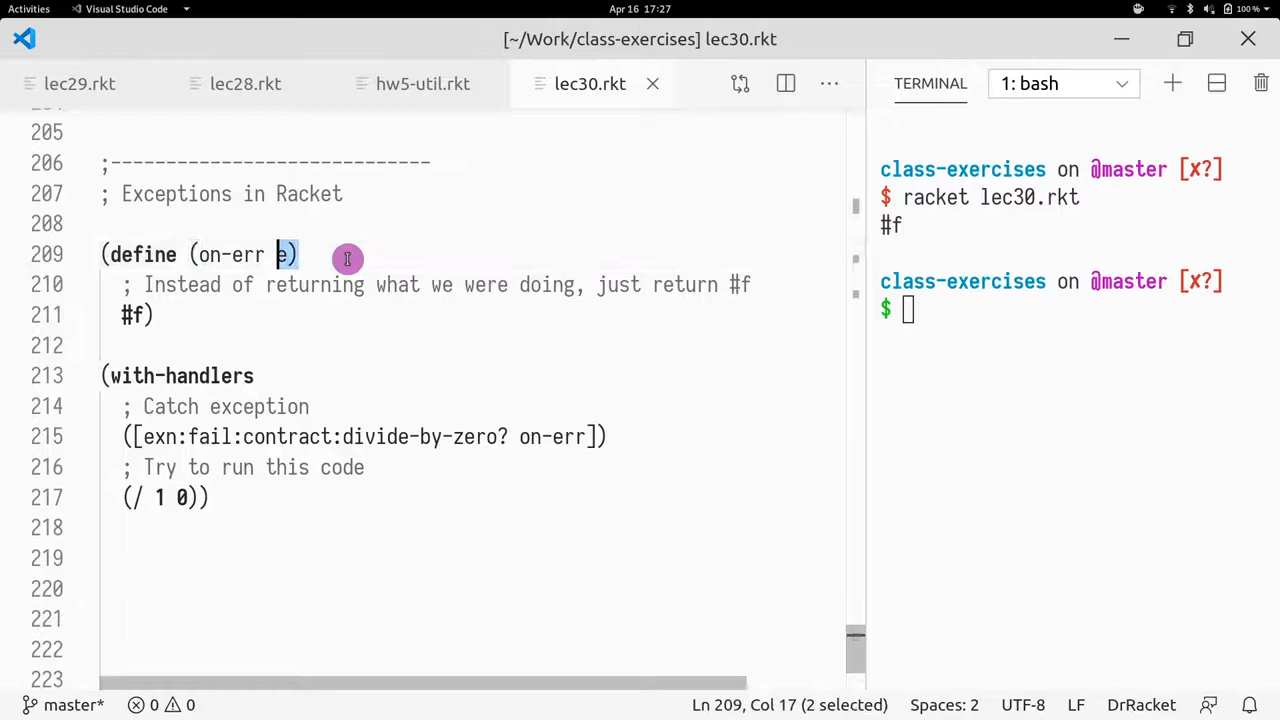 Activities Visual Studio Code Apr 16 17:27 100 %
[~/Work/class-exercises] lec30.rkt
lec29.rkt lec28.rkt hw5-util.rkt lec30.rkt TERMINAL 1: bash
205
206 ;-----------------------------
207 ; Exceptions in Racket
208
209 (define (on-err e)
210 ; Instead of returning what we were doing, just return #f
211 #f)
212
213 (with-handlers
214 ; Catch exception
215 ([exn:fail:contract:divide-by-zero? on-err])
216 ; Try to run this code
217 (/ 1 0))
218
219
220
221
222
223
class-exercises on @master [x?]
$ racket lec30.rkt
#f
class-exercises on @master [x?]
$
master* 0 0 Ln 209, Col 17 (2 selected) Spaces: 2 UTF-8 LF DrRacket